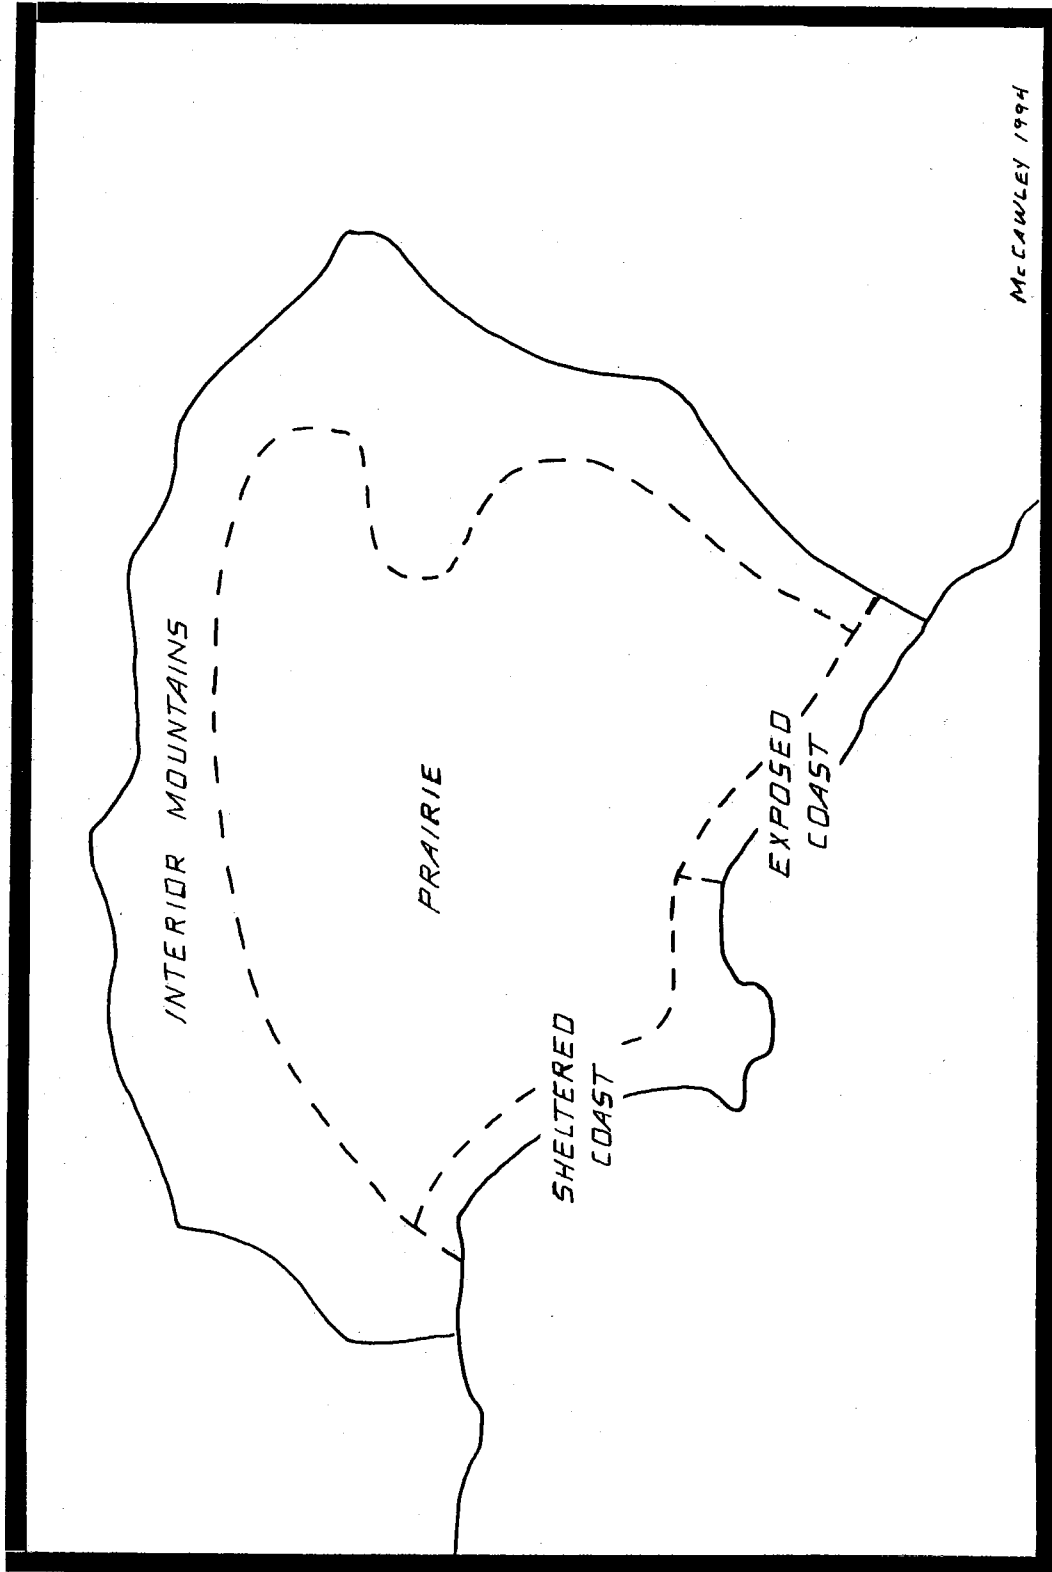 INTERIOR MOUNTAINS
PRAIRIE
SHELTERED
COAST
EXPOSED
COAST
McCAWLEY 1994